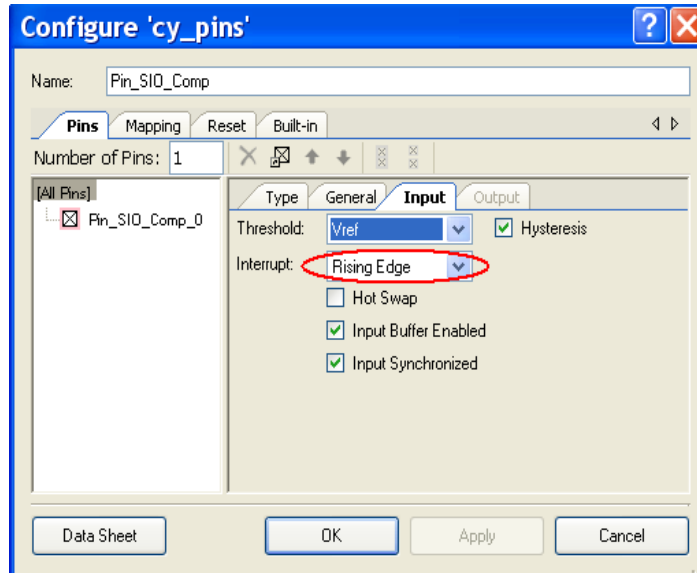 Configure 'cy_pins'
Name: Pin_SIO_Comp
Pins Mapping Reset Built-in
Number of Pins: 1
[All Pins]
Pin_SIO_Comp_0
Type General Input Output
Threshold: Vref Hysteresis
Interrupt: Rising Edge
Hot Swap
Input Buffer Enabled
Input Synchronized
Data Sheet OK Apply Cancel